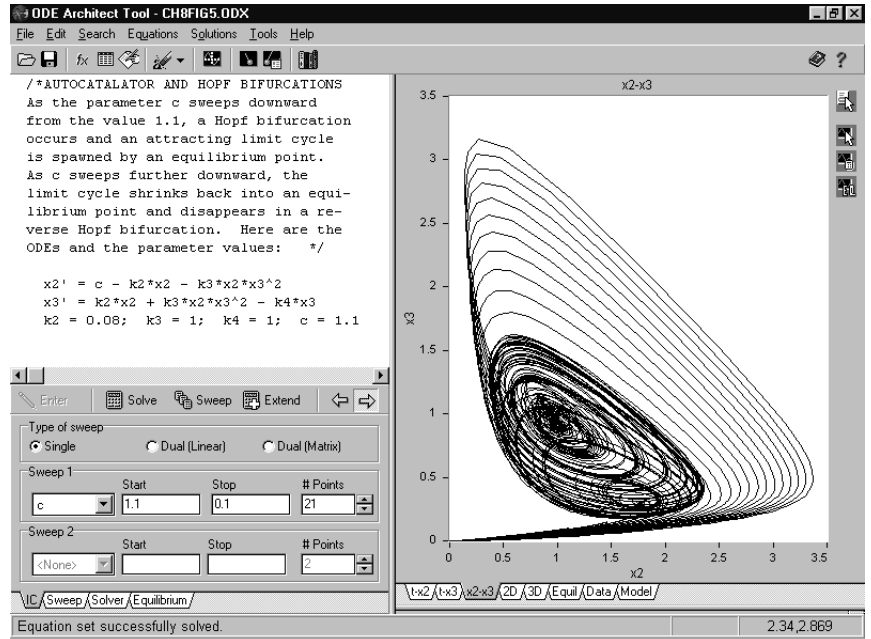 ODE Architect Tool - CH8FIG5.ODX
File Edit Search Equations Solutions Tools Help
fx
?
/*AUTOCATALATOR AND HOPF BIFURCATIONS
As the parameter c sweeps downward
from the value 1.1, a Hopf bifurcation
occurs and an attracting limit cycle
is spawned by an equilibrium point.
As c sweeps further downward, the
limit cycle shrinks back into an equi-
librium point and disappears in a re-
verse Hopf bifurcation. Here are the
ODEs and the parameter values: */
x2' = c - k2*x2 - k3*x2*x3^2
x3' = k2*x2 + k3*x2*x3^2 - k4*x3
k2 = 0.08; k3 = 1; k4 = 1; c = 1.1
Enter Solve Sweep Extend
Type of sweep
Single Dual (Linear) Dual (Matrix)
Sweep 1
Start Stop # Points
c 1.1 0.1 21
Sweep 2
Start Stop # Points
<None> 2
IC Sweep Solver Equilibrium
x2-x3
3.5
3
2.5
2
x3
1.5
1
0.5
0
0 0.5 1 1.5 2 2.5 3 3.5
x2
t-x2 t-x3 x2-x3 2D 3D Equil Data Model
Equation set successfully solved.
2.34,2.869